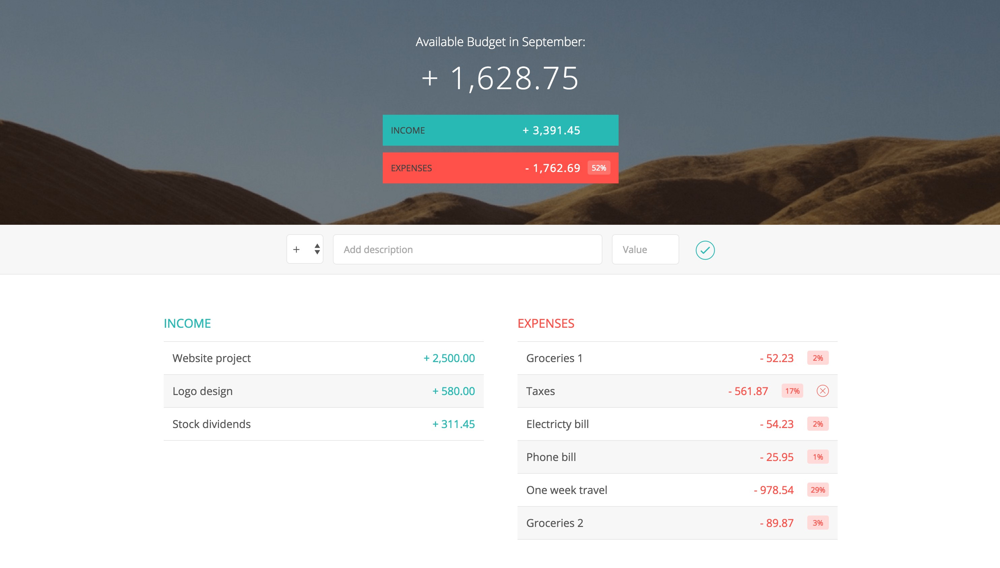 Available Budget in September:
+ 1,628.75
INCOME + 3,391.45
EXPENSES - 1,762.69 52%
+ Add description Value
INCOME
Website project + 2,500.00
Logo design + 580.00
Stock dividends + 311.45
EXPENSES
Groceries 1 - 52.23 2%
Taxes - 561.87 17%
Electricty bill - 54.23 2%
Phone bill - 25.95 1%
One week travel - 978.54 29%
Groceries 2 - 89.87 3%